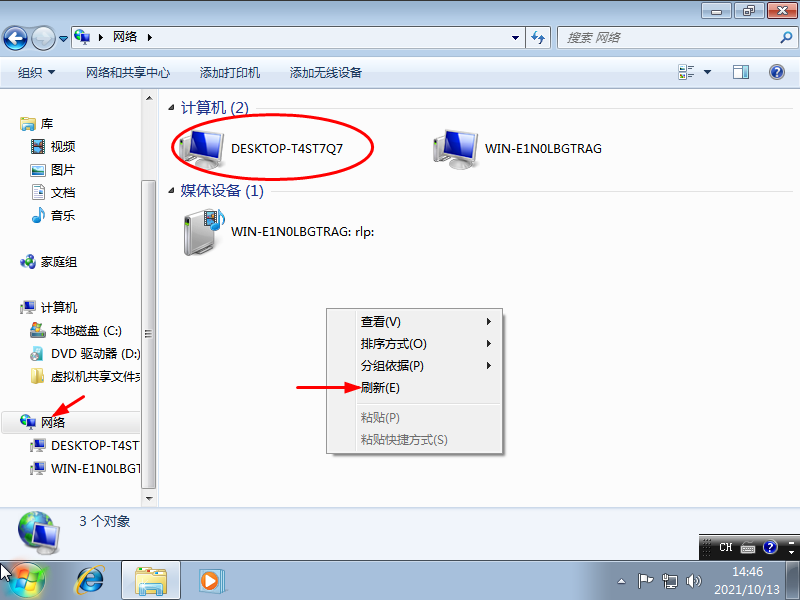 网络
搜索 网络
组织
网络和共享中心
添加打印机
添加无线设备
库
视频
图片
文档
音乐
家庭组
计算机
本地磁盘 (C:)
DVD 驱动器 (D:)
虚拟机共享文件夹
网络
DESKTOP-T4ST
WIN-E1N0LBGT
计算机 (2)
DESKTOP-T4ST7Q7
WIN-E1N0LBGTRAG
媒体设备 (1)
WIN-E1N0LBGTRAG: rlp:
查看(V)
排序方式(O)
分组依据(P)
刷新(E)
粘贴(P)
粘贴快捷方式(S)
3 个对象
CH
14:46
2021/10/13